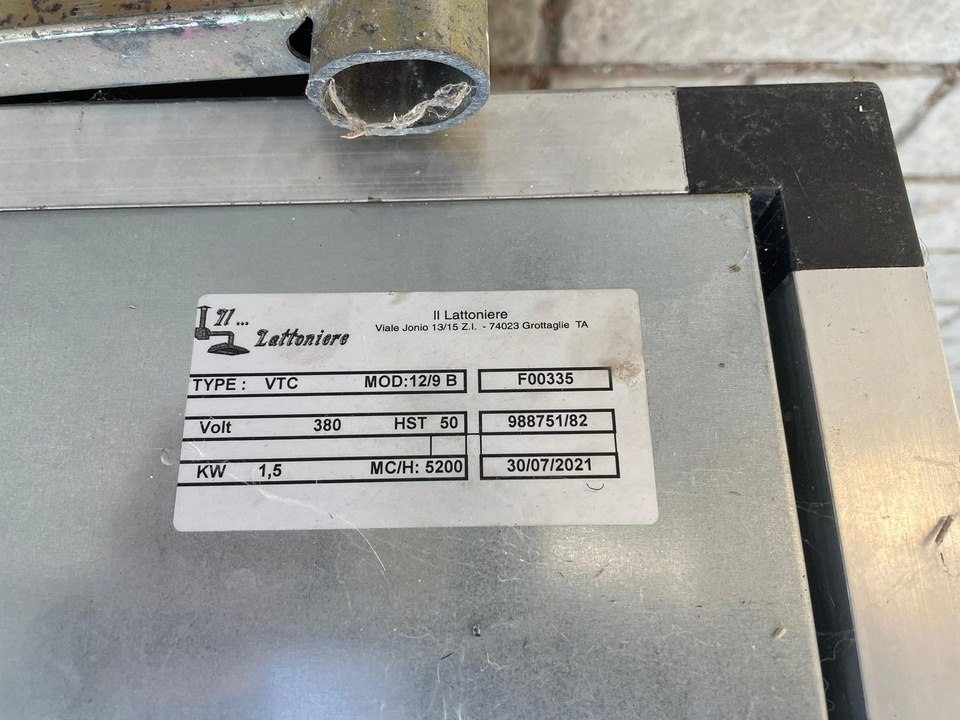 Il...
Lattoniere
Il Lattoniere
Viale Jonio 13/15 Z.I. - 74023 Grottaglie TA
TYPE : VTC MOD:12/9 B F00335
Volt 380 HST 50 988751/82
KW 1,5 MC/H: 5200 30/07/2021